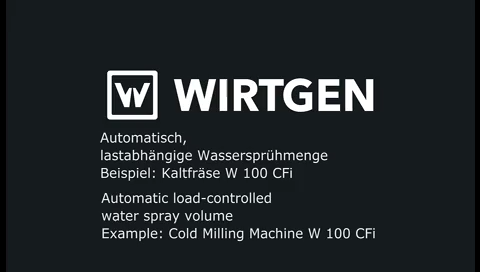 W WIRTGEN
Automatisch,
lastabhängige Wassersprühmenge
Beispiel: Kaltfräse W 100 CFi
Automatic load-controlled
water spray volume
Example: Cold Milling Machine W 100 CFi